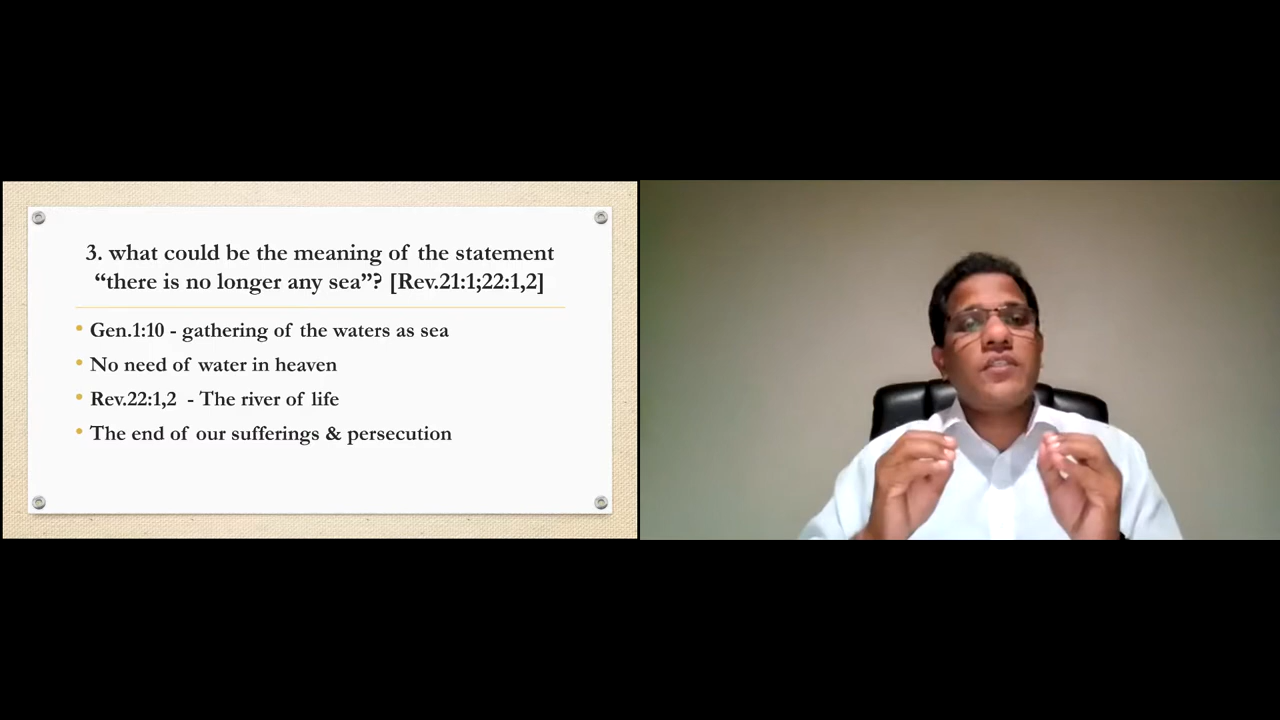 3. what could be the meaning of the statement
“there is no longer any sea”? [Rev.21:1;22:1,2]
• Gen.1:10 - gathering of the waters as sea
• No need of water in heaven
• Rev.22:1,2 - The river of life
• The end of our sufferings & persecution